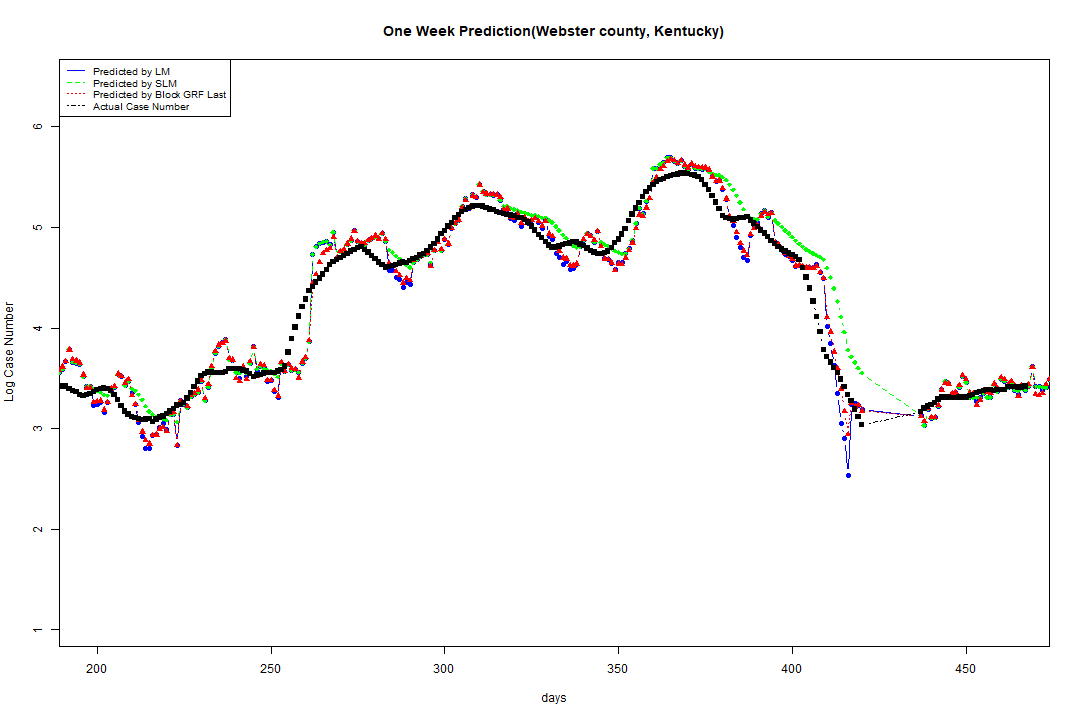 One Week Prediction(Webster county, Kentucky)
Predicted by LM
Predicted by SLM
Predicted by Block GRF Last
Actual Case Number
6
5
4
3
2
1
Log Case Number
200 250 300 350 400 450
days